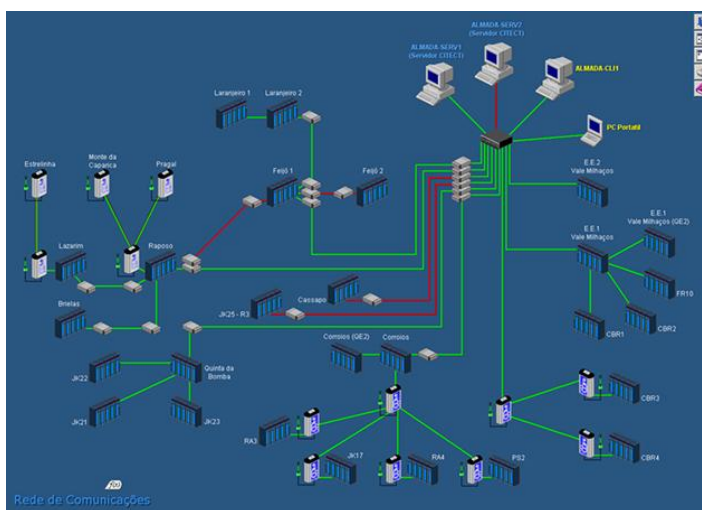 ALMADA-SERV2
(Servidor CITECT)
ALMADA-SERV1
(Servidor CITECT)
ALMADA-CLI1
PC Portatil
Laranjeiro 1
Laranjeiro 2
Estrelinha
Monte da
Caparica
Pragal
Feijó 1
Feijó 2
E.E.2
Vale Milhaços
E.E.1
Vale Milhaços (GE2)
E.E.1
Vale Milhaços
Lazarim
Raposo
FR10
Brielas
JK25 - R3
Cassapo
CBR1
CBR2
Corroios (GE2)
Corroios
JK22
Quinta da
Bomba
JK21
JK23
CBR3
RA3
JK17
RA4
PS2
CBR4
f(x)
Rede de Comunicações